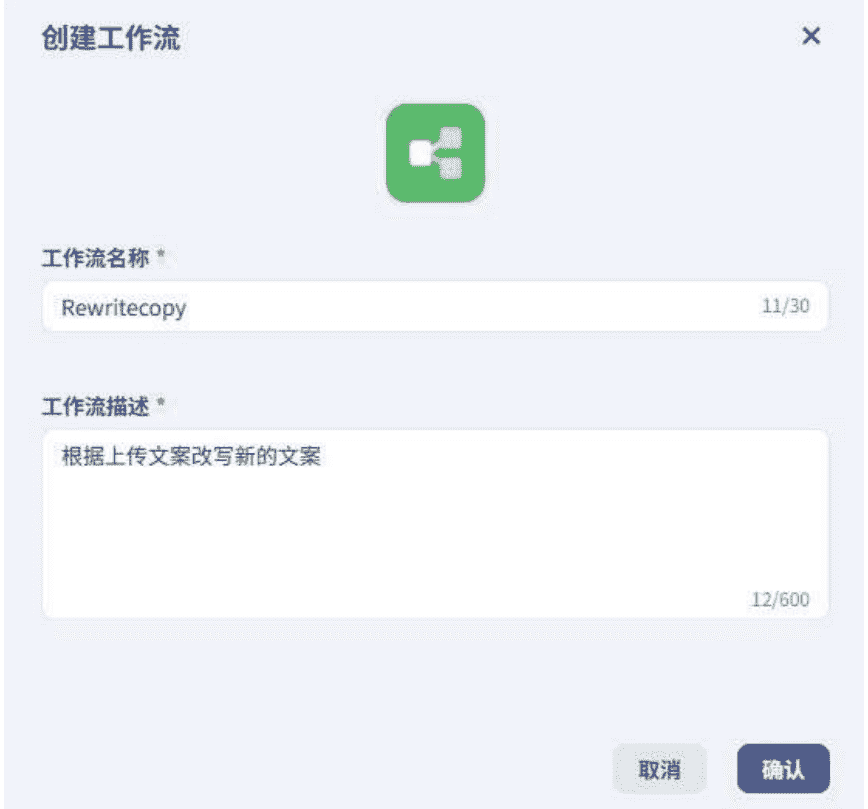 创建工作流
工作流名称 *
Rewritecopy
11/30
工作流描述 *
根据上传文案改写新的文案
12/600
取消
确认